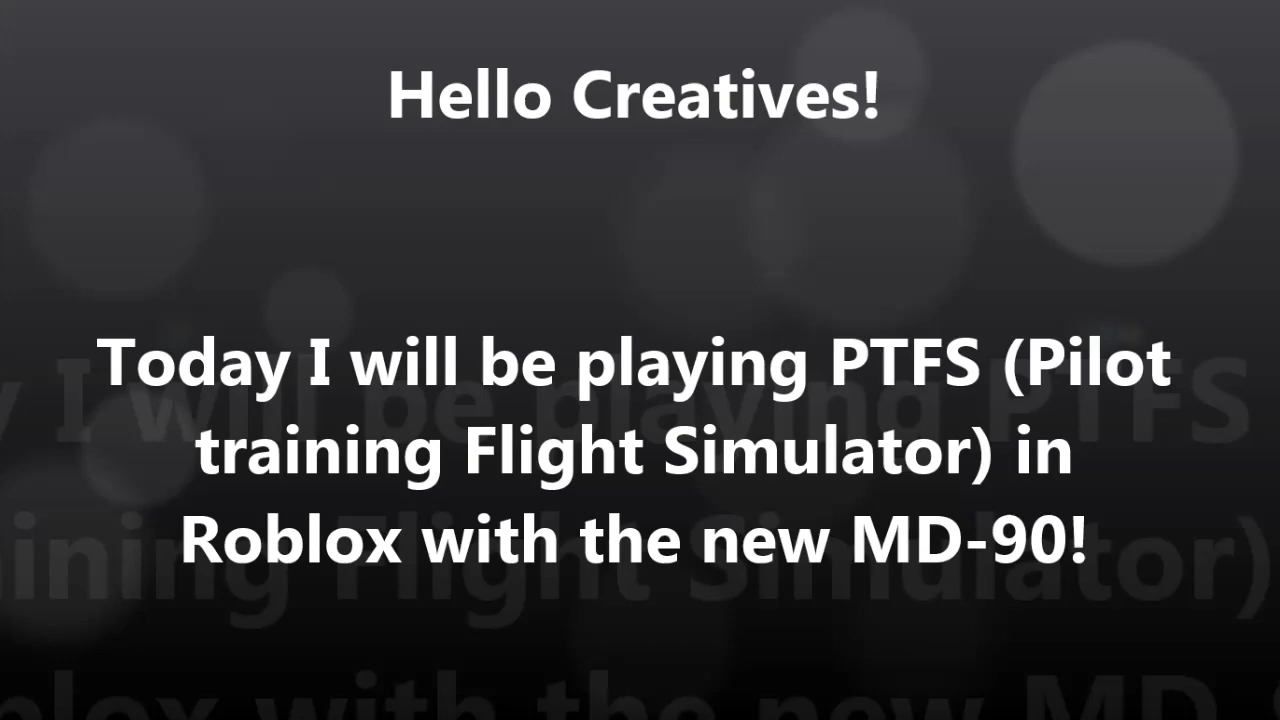 Hello Creatives!
Today I will be playing PTFS (Pilot
training Flight Simulator) in
Roblox with the new MD-90!